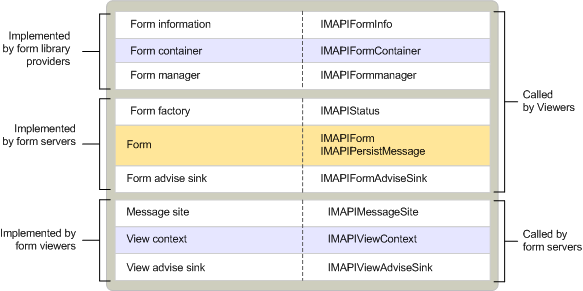 Implemented
by form library
providers
Form information IMAPIFormInfo
Form container IMAPIFormContainer
Form manager IMAPIFormmanager
Called
by Viewers
Implemented
by form servers
Form factory IMAPIStatus
Form IMAPIForm
IMAPIPersistMessage
Form advise sink IMAPIFormAdviseSink
Implemented by
form viewers
Message site IMAPIMessageSite
View context IMAPIViewContext
View advise sink IMAPIViewAdviseSink
Called by
form servers